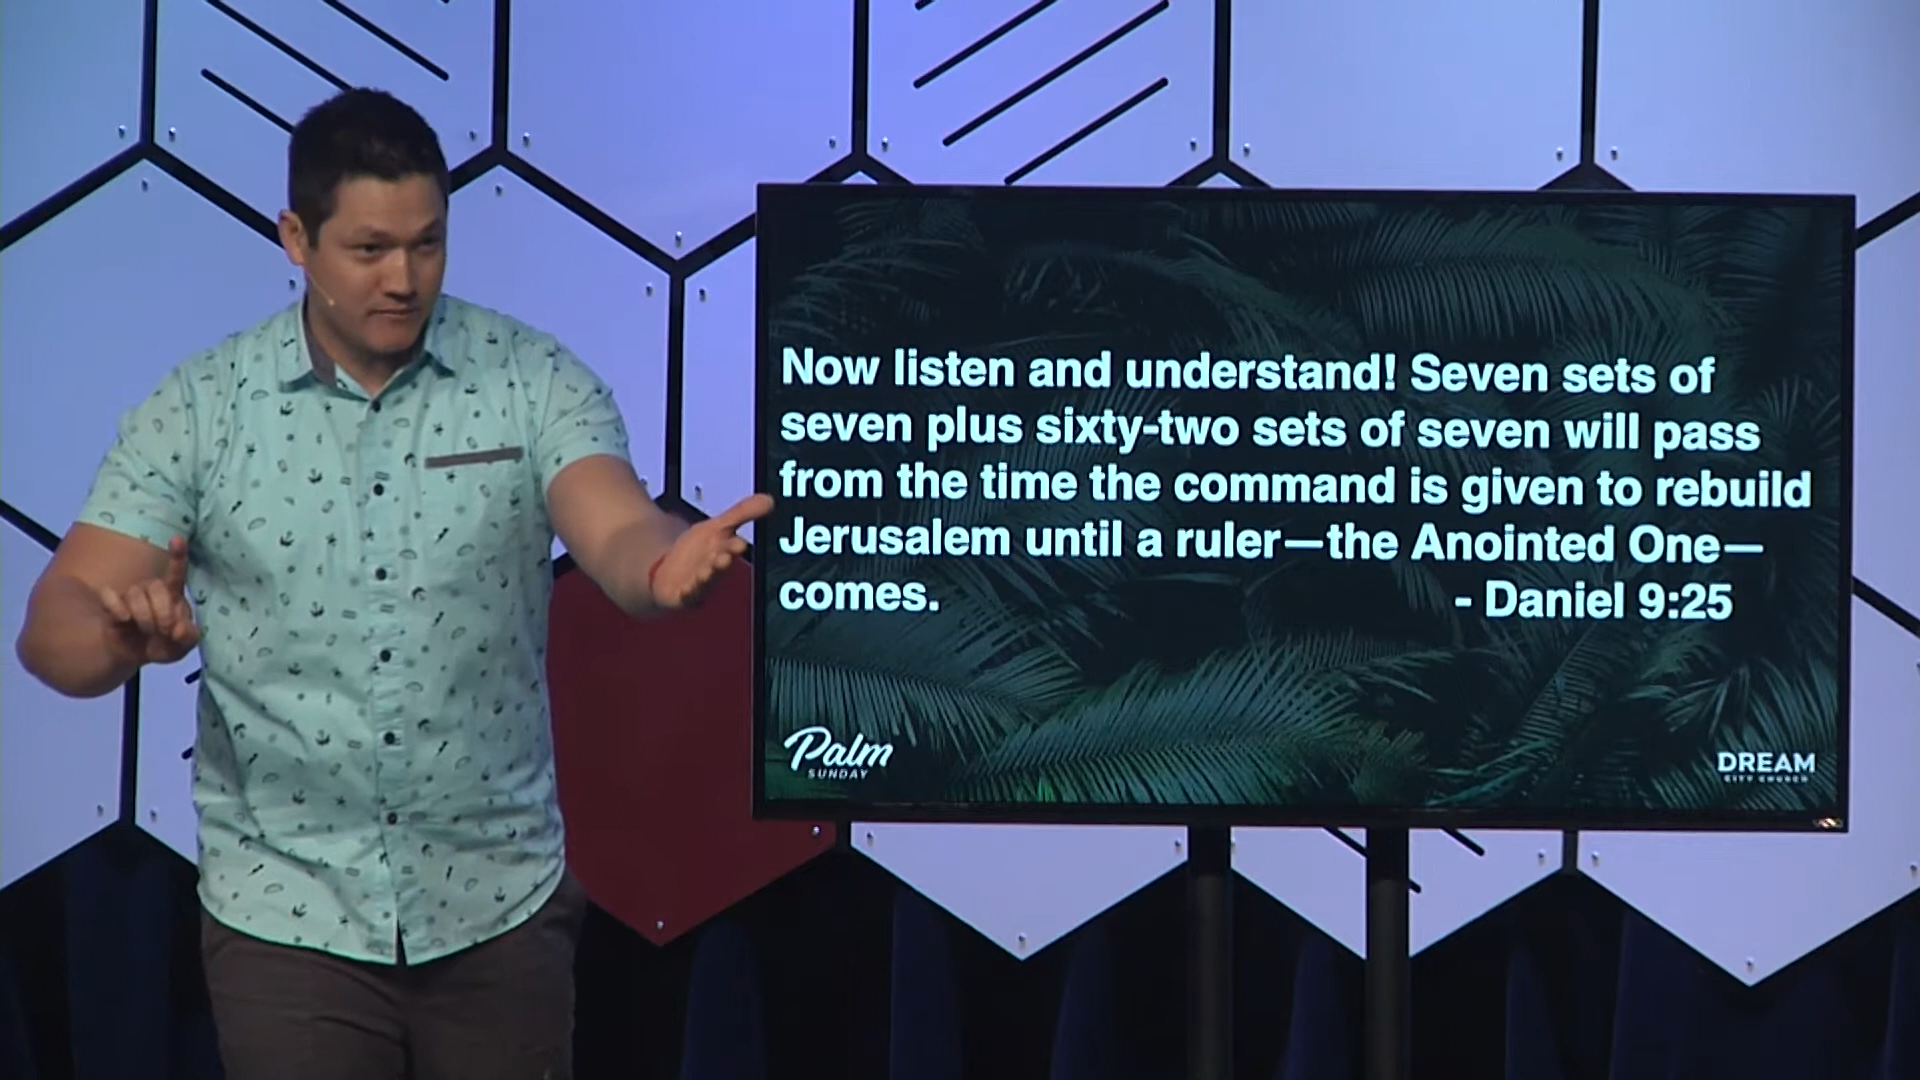 Now listen and understand! Seven sets of
seven plus sixty-two sets of seven will pass
from the time the command is given to rebuild
Jerusalem until a ruler—the Anointed One—
comes. - Daniel 9:25
Palm
SUNDAY
DREAM
CITY CHURCH